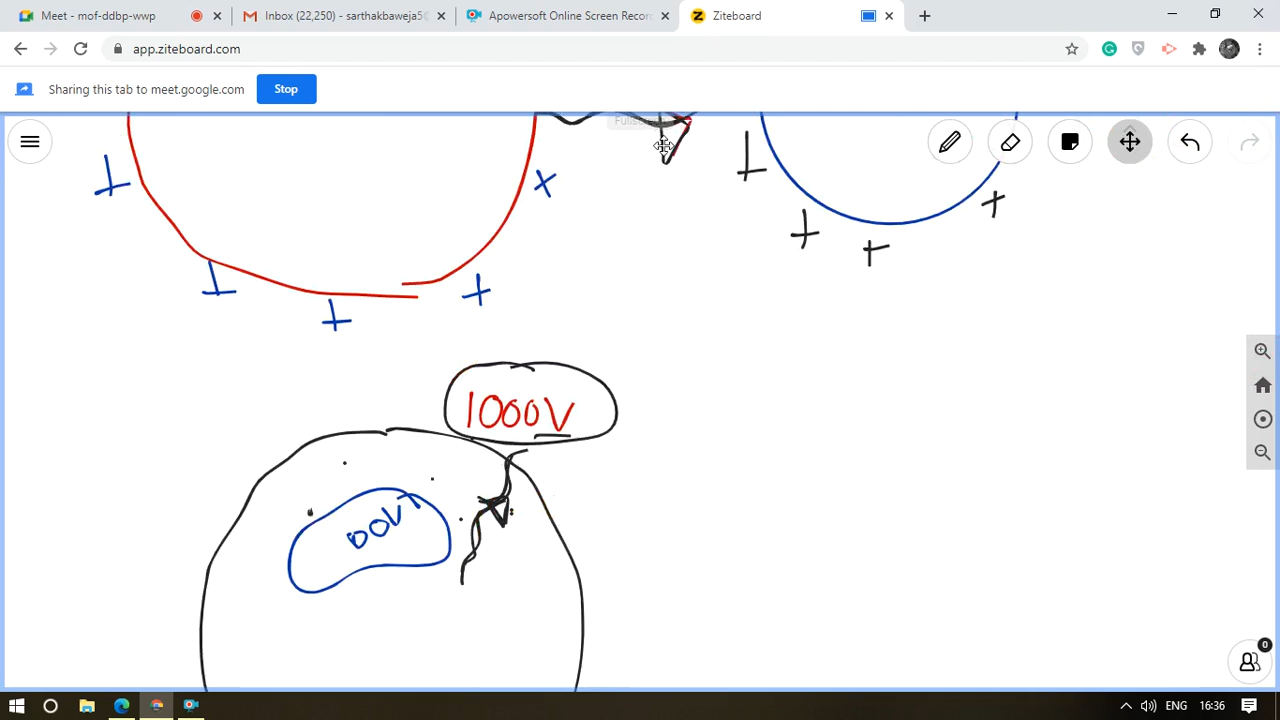 Meet - mof-ddbp-wwp
Inbox (22,250) - sarthakbaweja5
Apowersoft Online Screen Recor
Ziteboard
app.ziteboard.com
Sharing this tab to meet.google.com
Stop
1000V
00V
0
ENG
16:36